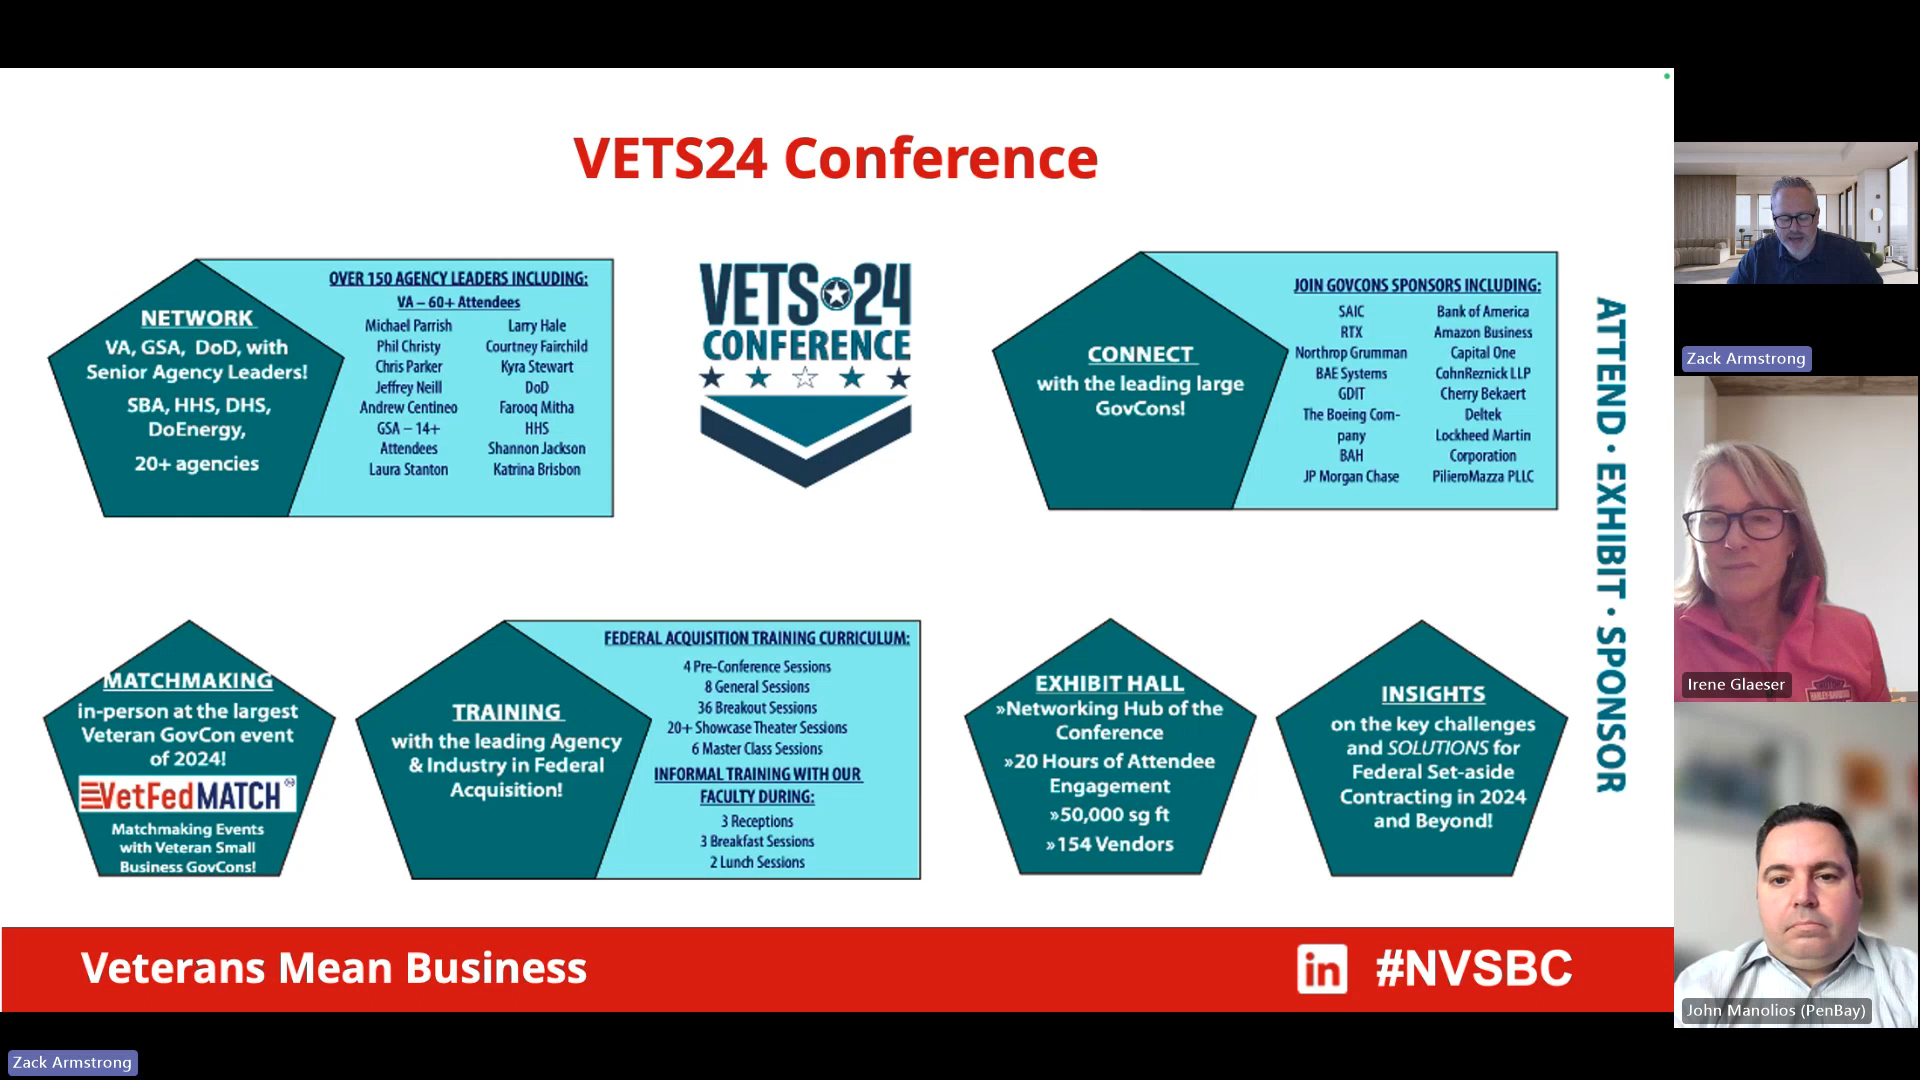 VETS24 Conference
NETWORK
VA, GSA, DoD, with
Senior Agency Leaders!
SBA, HHS, DHS,
DoEnergy,
20+ agencies
OVER 150 AGENCY LEADERS INCLUDING:
VA – 60+ Attendees
Michael Parrish
Phil Christy
Chris Parker
Jeffrey Neill
Andrew Centineo
GSA – 14+
Attendees
Laura Stanton
Larry Hale
Courtney Fairchild
Kyra Stewart
DoD
Farooq Mitha
HHS
Shannon Jackson
Katrina Brisbon
VETS 24
CONFERENCE
CONNECT
with the leading large
GovCons!
JOIN GOVCONS SPONSORS INCLUDING:
SAIC
RTX
Northrop Grumman
BAE Systems
GDIT
The Boeing Com-
pany
BAH
JP Morgan Chase
Bank of America
Amazon Business
Capital One
CohnReznick LLP
Cherry Bekaert
Deltek
Lockheed Martin
Corporation
PilieroMazza PLLC
ATTEND • EXHIBIT • SPONSOR
MATCHMAKING
in-person at the largest
Veteran GovCon event
of 2024!
VetFedMATCH
Matchmaking Events
with Veteran Small
Business GovCons!
TRAINING
with the leading Agency
& Industry in Federal
Acquisition!
FEDERAL ACQUISITION TRAINING CURRICULUM:
4 Pre-Conference Sessions
8 General Sessions
36 Breakout Sessions
20+ Showcase Theater Sessions
6 Master Class Sessions
INFORMAL TRAINING WITH OUR
FACULTY DURING:
3 Receptions
3 Breakfast Sessions
2 Lunch Sessions
EXHIBIT HALL
»Networking Hub of the
Conference
»20 Hours of Attendee
Engagement
»50,000 sg ft
»154 Vendors
INSIGHTS
on the key challenges
and SOLUTIONS for
Federal Set-aside
Contracting in 2024
and Beyond!
Veterans Mean Business
in
#NVSBC
Zack Armstrong
Irene Glaeser
John Manolios (PenBay)
Zack Armstrong